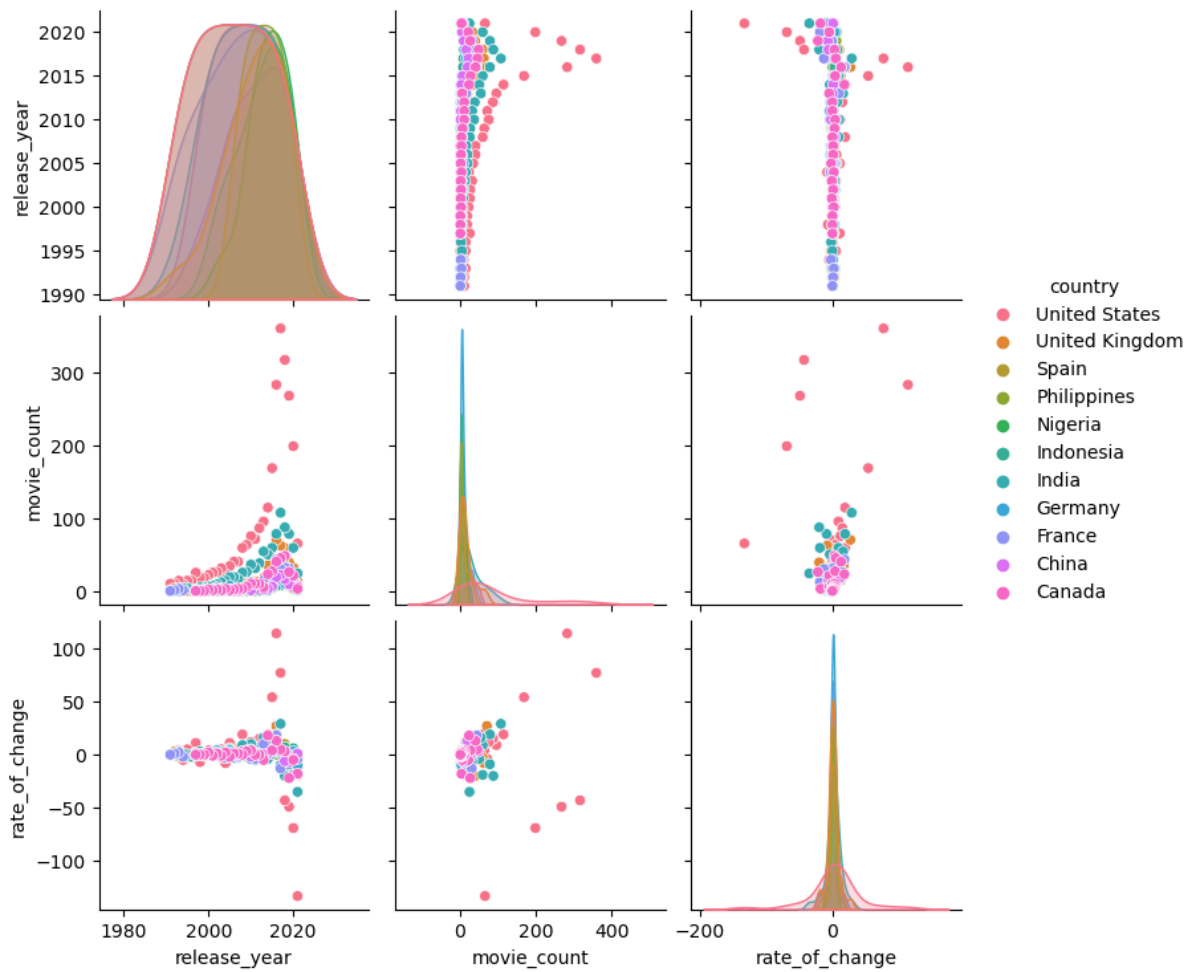 2020
2015
2010
2005
2000
1995
1990
release_year
300
200
100
0
movie_count
100
50
0
−50
−100
rate_of_change
1980
2000
2020
release_year
0
200
400
movie_count
−200
0
rate_of_change
country
United States
United Kingdom
Spain
Philippines
Nigeria
Indonesia
India
Germany
France
China
Canada